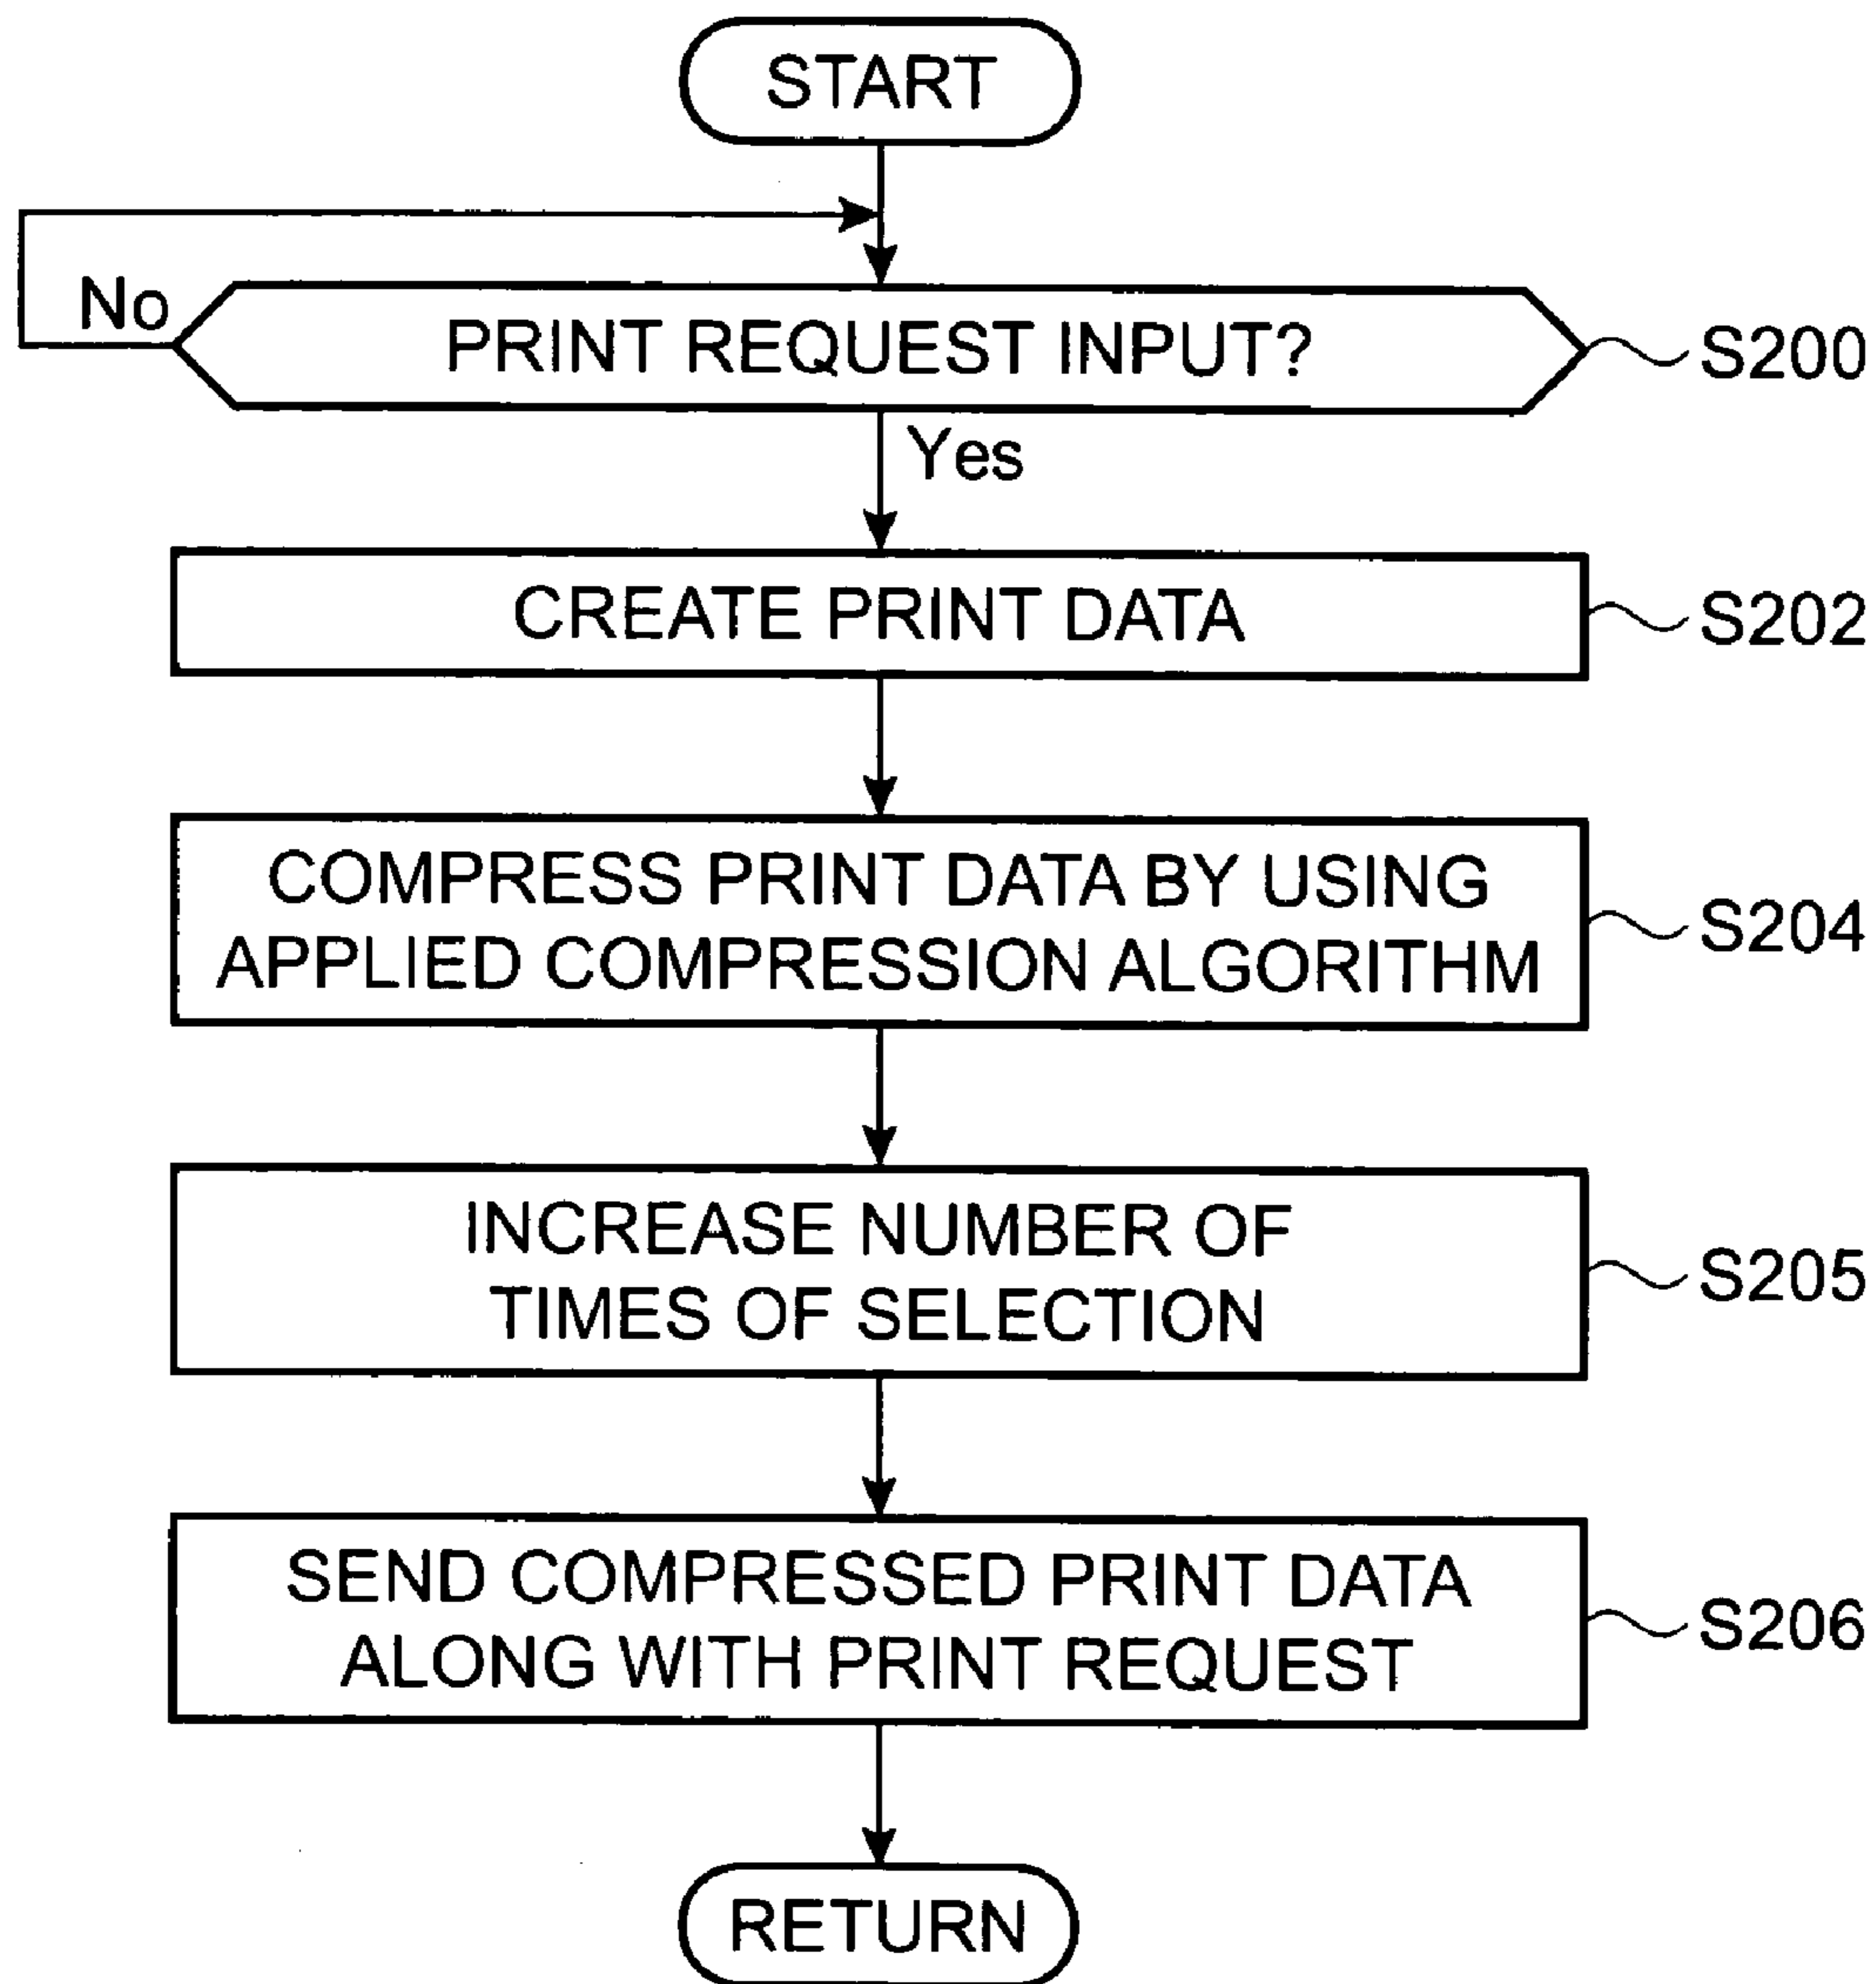 START
No
PRINT REQUEST INPUT?
S200
Yes
CREATE PRINT DATA
S202
COMPRESS PRINT DATA BY USING
APPLIED COMPRESSION ALGORITHM
S204
INCREASE NUMBER OF
TIMES OF SELECTION
S205
SEND COMPRESSED PRINT DATA
ALONG WITH PRINT REQUEST
S206
RETURN